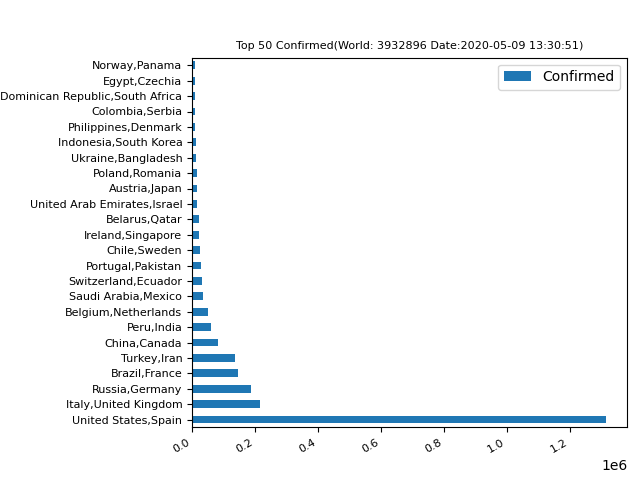 Top 50 Confirmed(World: 3932896 Date:2020-05-09 13:30:51)
Confirmed
Norway,Panama
Egypt,Czechia
Dominican Republic,South Africa
Colombia,Serbia
Philippines,Denmark
Indonesia,South Korea
Ukraine,Bangladesh
Poland,Romania
Austria,Japan
United Arab Emirates,Israel
Belarus,Qatar
Ireland,Singapore
Chile,Sweden
Portugal,Pakistan
Switzerland,Ecuador
Saudi Arabia,Mexico
Belgium,Netherlands
Peru,India
China,Canada
Turkey,Iran
Brazil,France
Russia,Germany
Italy,United Kingdom
United States,Spain
0.0 0.2 0.4 0.6 0.8 1.0 1.2
1e6